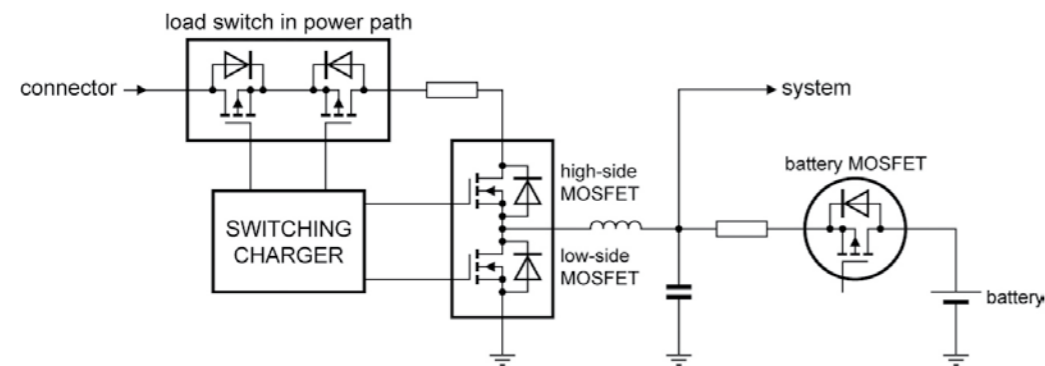 load switch in power path
connector
system
battery MOSFET
high-side
MOSFET
SWITCHING
CHARGER
low-side
MOSFET
battery